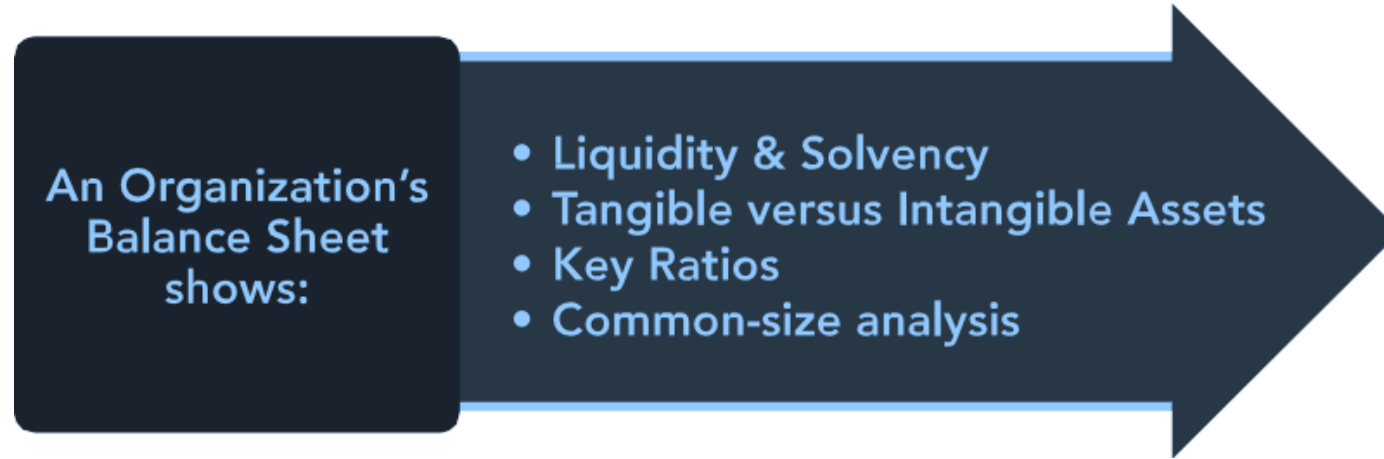 An Organization’s
Balance Sheet
shows:
• Liquidity & Solvency
• Tangible versus Intangible Assets
• Key Ratios
• Common-size analysis